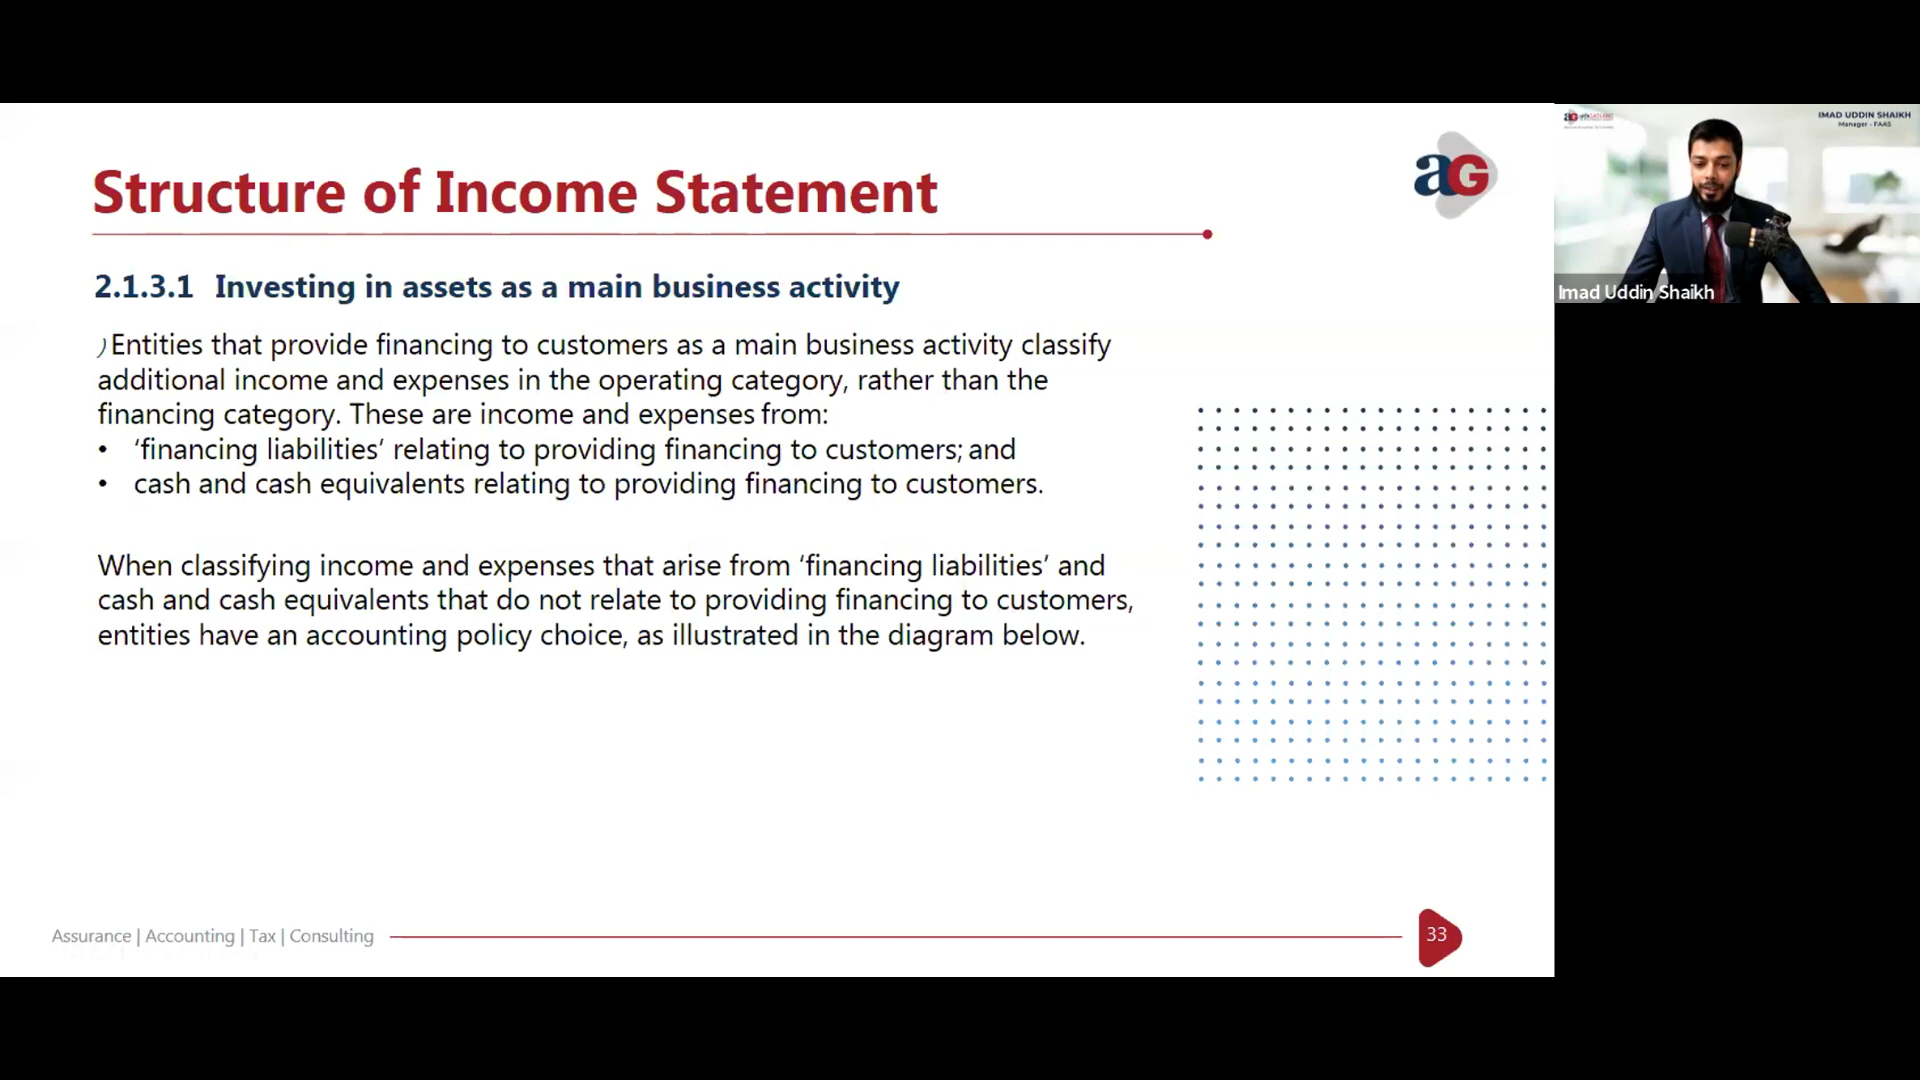 Structure of Income Statement
aG
2.1.3.1 Investing in assets as a main business activity
)Entities that provide financing to customers as a main business activity classify
additional income and expenses in the operating category, rather than the
financing category. These are income and expenses from:
• ‘financing liabilities’ relating to providing financing to customers; and
• cash and cash equivalents relating to providing financing to customers.
When classifying income and expenses that arise from ‘financing liabilities’ and
cash and cash equivalents that do not relate to providing financing to customers,
entities have an accounting policy choice, as illustrated in the diagram below.
Assurance | Accounting | Tax | Consulting
33
aG
IMAD UDDIN SHAIKH
Manager - FAAS
Imad Uddin Shaikh